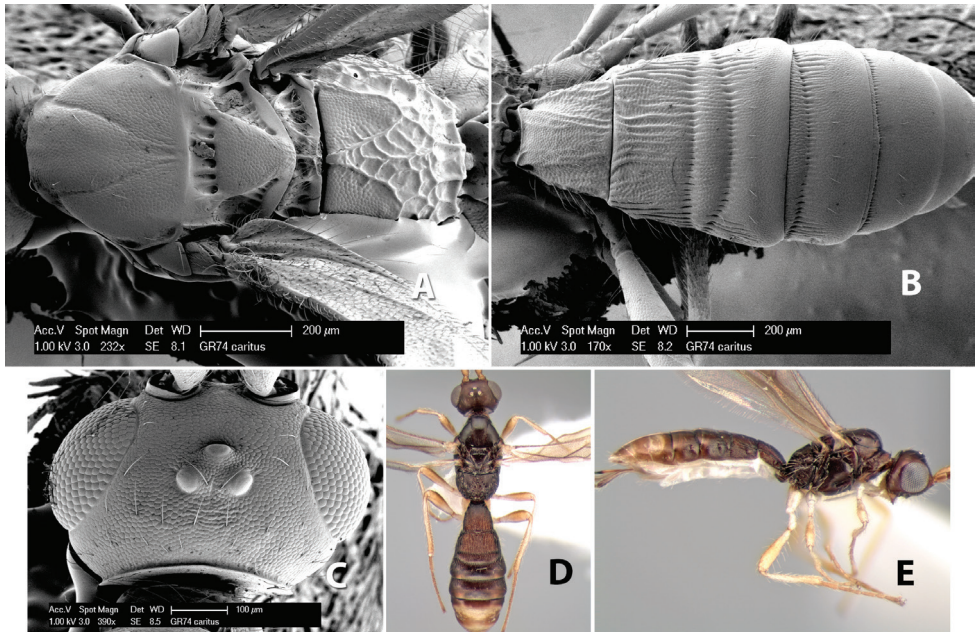 A
Acc.V Spot Magn Det WD 200 µm
1.00 kV 3.0 232x SE 8.1 GR74 caritus
B
Acc.V Spot Magn Det WD 200 µm
1.00 kV 3.0 170x SE 8.2 GR74 caritus
C
Acc.V Spot Magn Det WD 100 µm
1.00 kV 3.0 390x SE 8.5 GR74 caritus
D
E